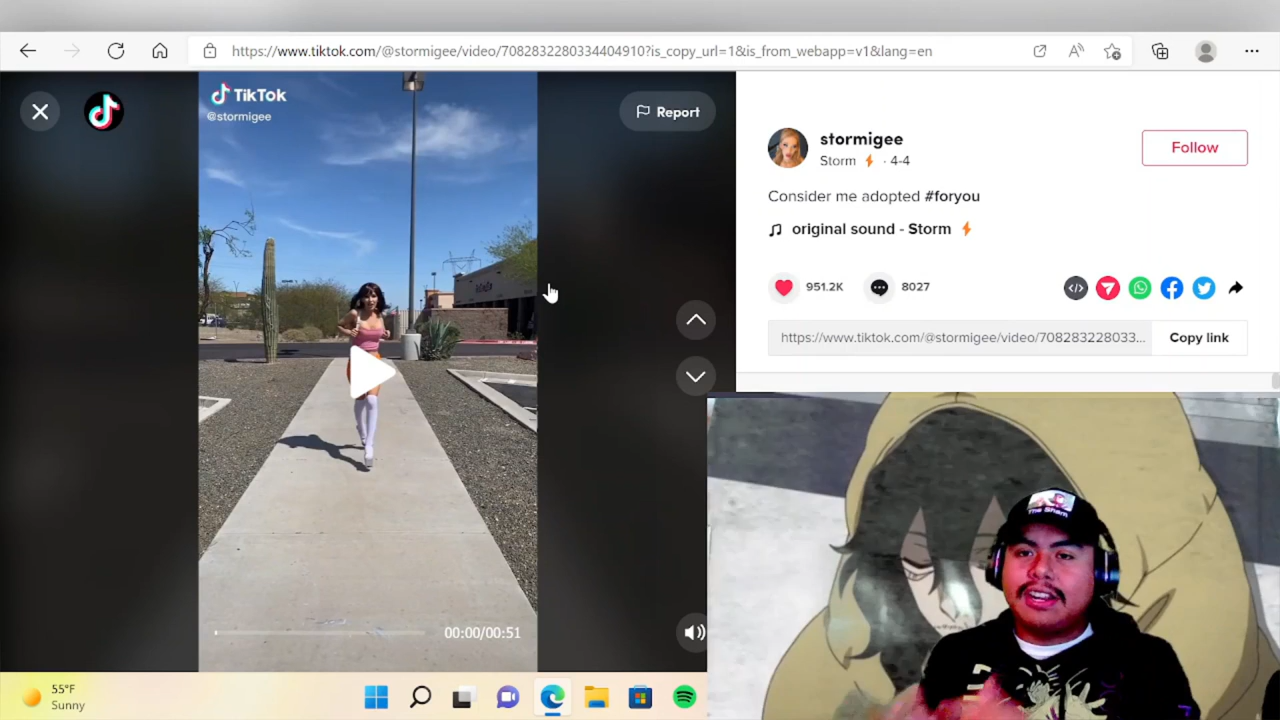 https://www.tiktok.com/@stormigee/video/7082832280334404910?is_copy_url=1&is_from_webapp=v1&lang=en
TikTok
@stormigee
Report
stormigee
Storm ⚡ · 4-4
Follow
Consider me adopted #foryou
original sound - Storm ⚡
951.2K
8027
https://www.tiktok.com/@stormigee/video/708283228033...
Copy link
00:00/00:51
The Sham
55°F
Sunny